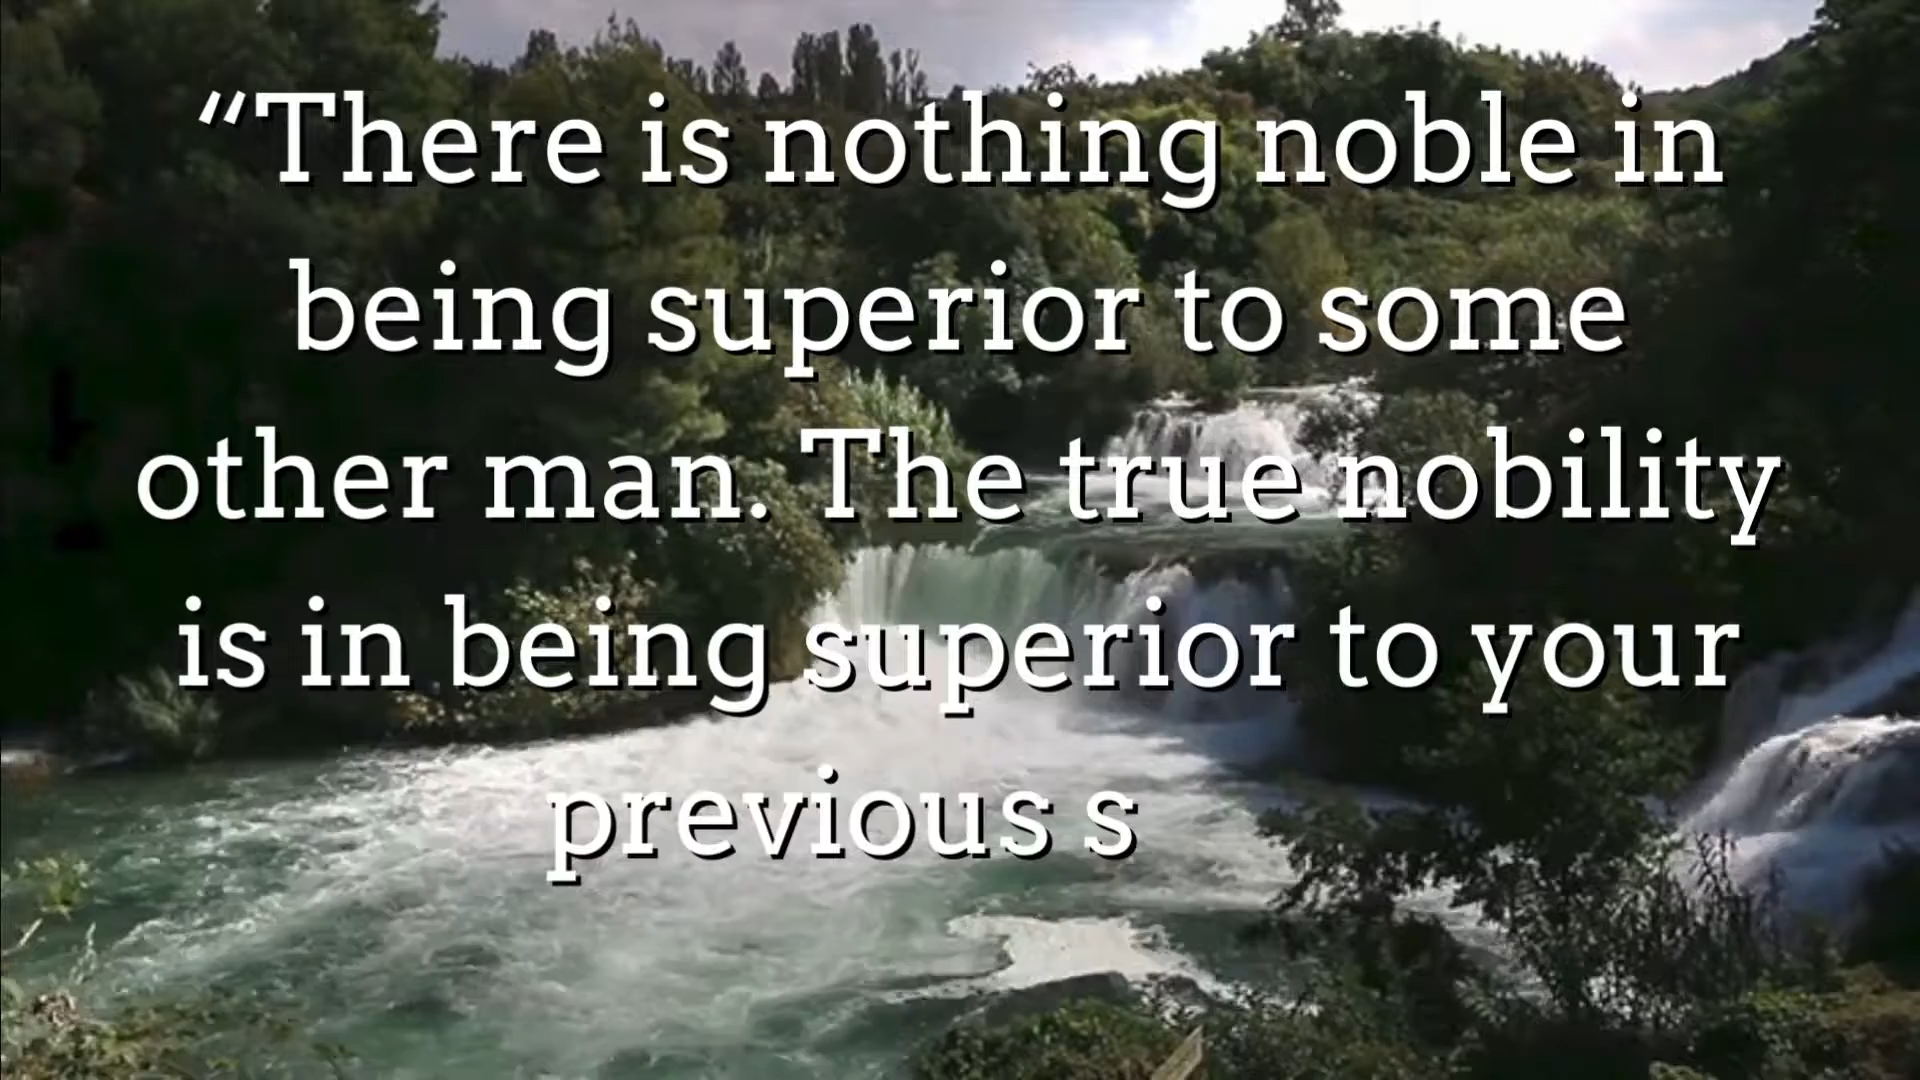 “There is nothing noble in
being superior to some
other man. The true nobility
is in being superior to your
previous s